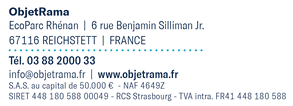 ObjetRama
EcoParc Rhénan | 6 rue Benjamin Silliman Jr.
67116 REICHSTETT | FRANCE
Tél. 03 88 2000 33
info@objetrama.fr | www.objetrama.fr
S.A.S. au capital de 50.000 € - NAF 4649Z
SIRET 448 180 588 00049 - RCS Strasbourg - TVA intra. FR41 448 180 588